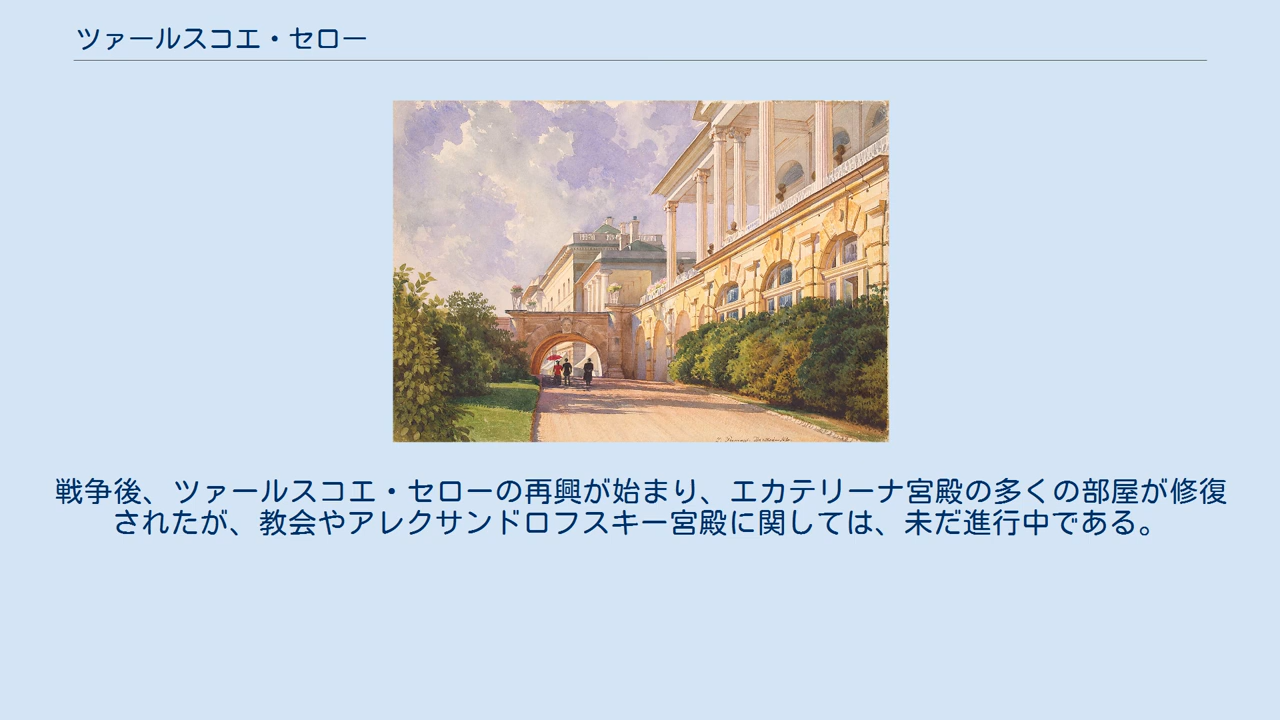 ツァールスコエ・セロー
戦争後、ツァールスコエ・セローの再興が始まり、エカテリーナ宮殿の多くの部屋が修復
されたが、教会やアレクサンドロフスキー宮殿に関しては、未だ進行中である。